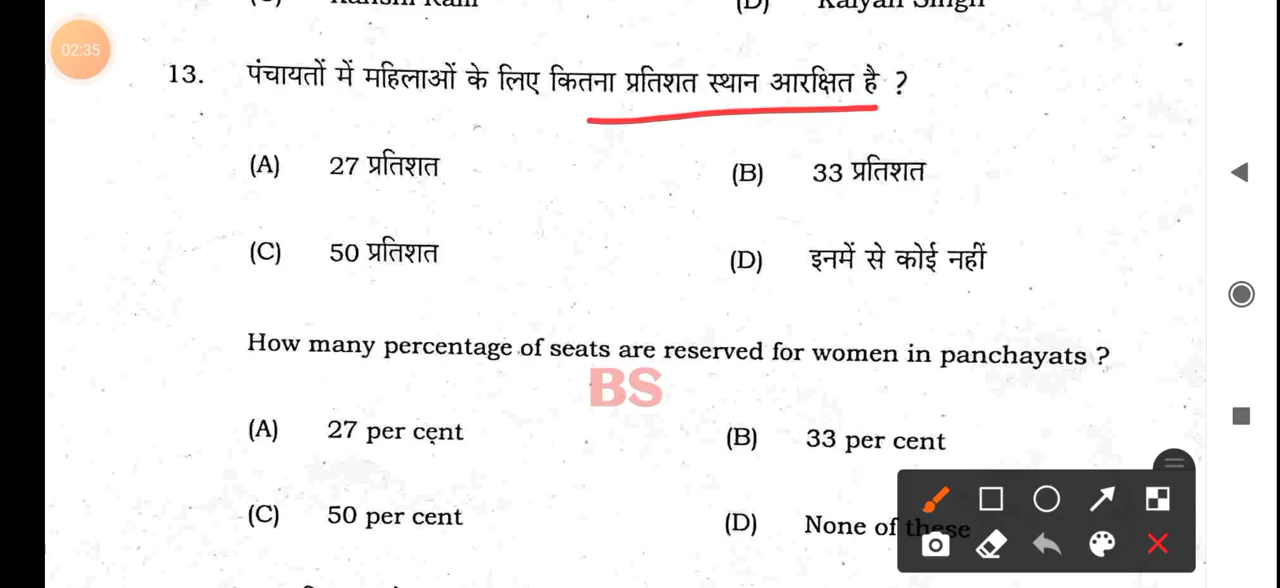 02:35
(D) Kalyan Singh
13. पंचायतों में महिलाओं के लिए कितना प्रतिशत स्थान आरक्षित है ?
(A) 27 प्रतिशत (B) 33 प्रतिशत
(C) 50 प्रतिशत (D) इनमें से कोई नहीं
How many percentage of seats are reserved for women in panchayats ?
BS
(A) 27 per cent (B) 33 per cent
(C) 50 per cent (D) None of these